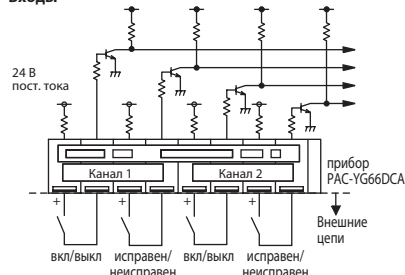 Входы
24 В
пост. тока
Канал 1
Канал 2
прибор
PAC-YG66DCA
+
+
+
+
Внешние
цепи
вкл/выкл
исправен/
неисправен
вкл/выкл
исправен/
неисправен